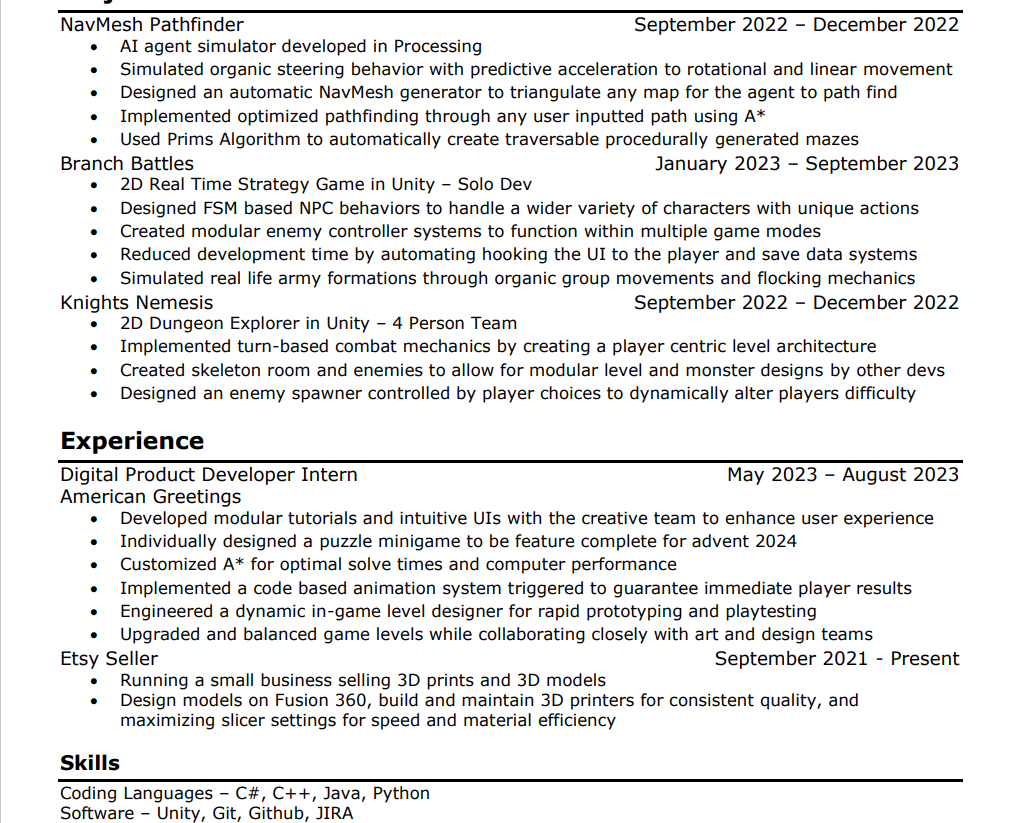 NavMesh Pathfinder September 2022 – December 2022
• AI agent simulator developed in Processing
• Simulated organic steering behavior with predictive acceleration to rotational and linear movement
• Designed an automatic NavMesh generator to triangulate any map for the agent to path find
• Implemented optimized pathfinding through any user inputted path using A*
• Used Prims Algorithm to automatically create traversable procedurally generated mazes
Branch Battles January 2023 – September 2023
• 2D Real Time Strategy Game in Unity – Solo Dev
• Designed FSM based NPC behaviors to handle a wider variety of characters with unique actions
• Created modular enemy controller systems to function within multiple game modes
• Reduced development time by automating hooking the UI to the player and save data systems
• Simulated real life army formations through organic group movements and flocking mechanics
Knights Nemesis September 2022 – December 2022
• 2D Dungeon Explorer in Unity – 4 Person Team
• Implemented turn-based combat mechanics by creating a player centric level architecture
• Created skeleton room and enemies to allow for modular level and monster designs by other devs
• Designed an enemy spawner controlled by player choices to dynamically alter players difficulty
Experience
Digital Product Developer Intern May 2023 – August 2023
American Greetings
• Developed modular tutorials and intuitive UIs with the creative team to enhance user experience
• Individually designed a puzzle minigame to be feature complete for advent 2024
• Customized A* for optimal solve times and computer performance
• Implemented a code based animation system triggered to guarantee immediate player results
• Engineered a dynamic in-game level designer for rapid prototyping and playtesting
• Upgraded and balanced game levels while collaborating closely with art and design teams
Etsy Seller September 2021 - Present
• Running a small business selling 3D prints and 3D models
• Design models on Fusion 360, build and maintain 3D printers for consistent quality, and
maximizing slicer settings for speed and material efficiency
Skills
Coding Languages – C#, C++, Java, Python
Software – Unity, Git, Github, JIRA